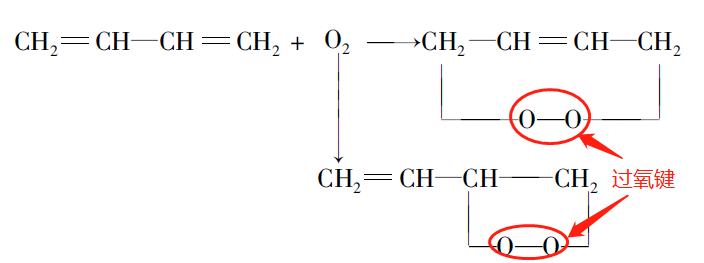 CH₂=CH—CH=CH₂ + O₂ ⟶ CH₂—CH=CH—CH₂
O—O
CH₂=CH—CH—CH₂ 过氧键
O—O